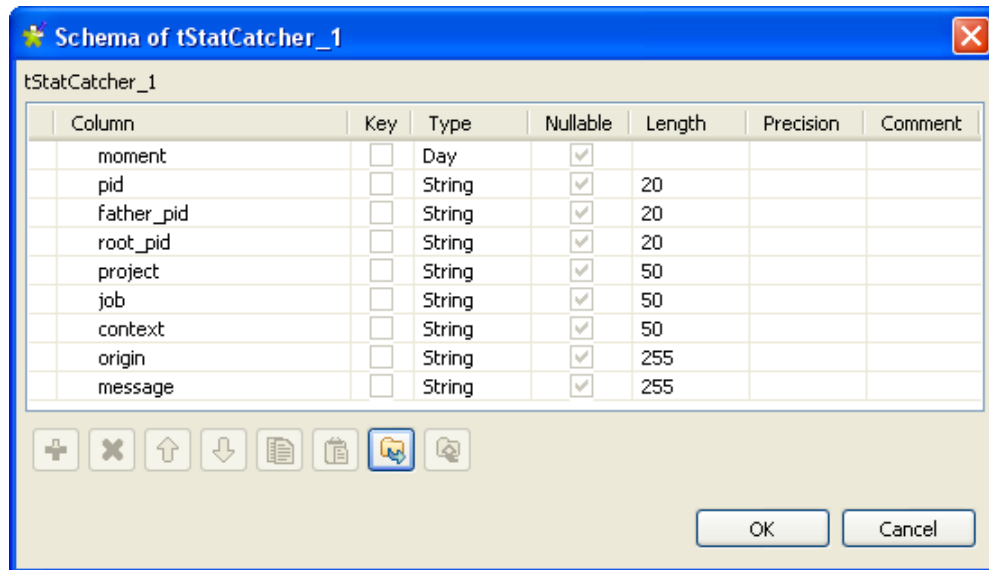 Schema of tStatCatcher_1
tStatCatcher_1
Column Key Type Nullable Length Precision Comment
moment Day
pid String 20
father_pid String 20
root_pid String 20
project String 50
job String 50
context String 50
origin String 255
message String 255
OK Cancel